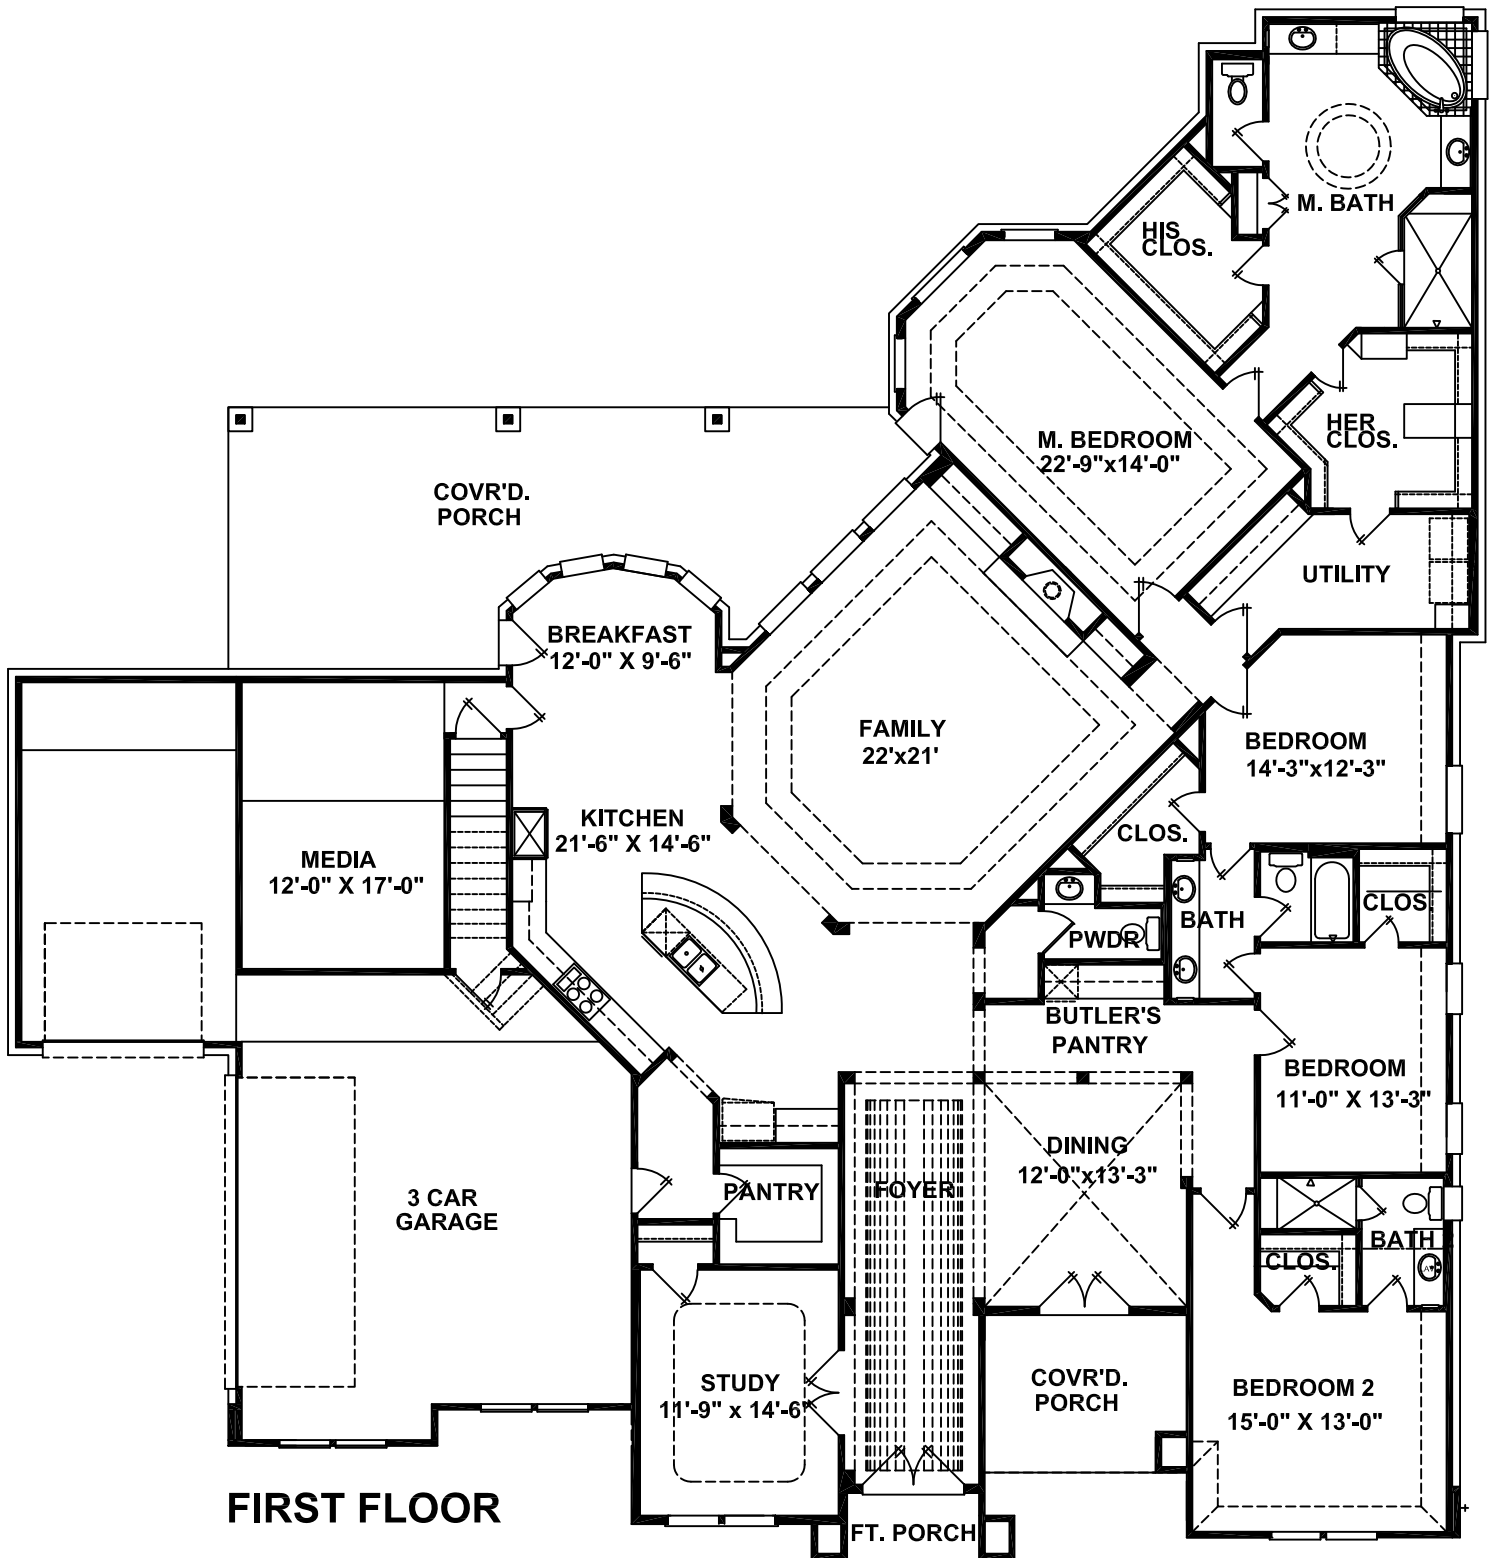 M. BATH
HIS
CLOS.
HER
CLOS.
M. BEDROOM
22'-9"x14'-0"
COVR'D.
PORCH
UTILITY
BREAKFAST
12'-0" X 9'-6"
FAMILY
22'x21'
BEDROOM
14'-3"x12'-3"
KITCHEN
21'-6" X 14'-6"
CLOS.
MEDIA
12'-0" X 17'-0"
CLOS
BATH
PWDR
BUTLER'S
PANTRY
BEDROOM
11'-0" X 13'-3"
DINING
12'-0"x13'-3"
PANTRY
FOYER
3 CAR
GARAGE
BATH
CLOS.
STUDY
11'-9" x 14'-6"
COVR'D.
PORCH
BEDROOM 2
15'-0" X 13'-0"
FIRST FLOOR
FT. PORCH